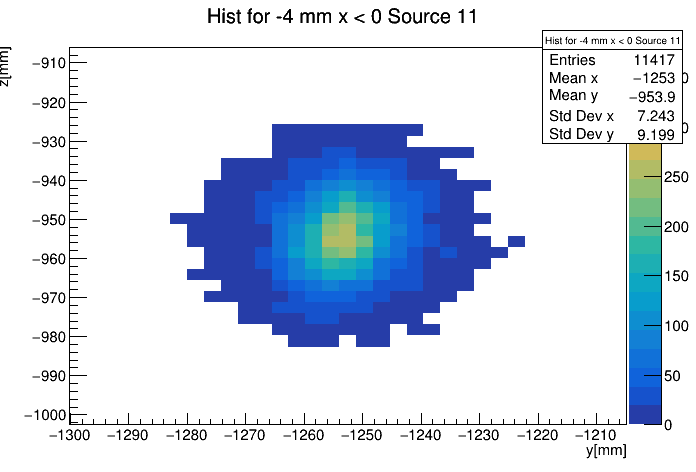 Hist for -4 mm x < 0 Source 11
z[mm]
Hist for -4 mm x < 0 Source 11
Entries 11417
Mean x −1253
Mean y −953.9
Std Dev x 7.243
Std Dev y 9.199
−910
−920
−930
−940
−950
−960
−970
−980
−990
−1000
250
200
150
100
50
0
−1300 −1290 −1280 −1270 −1260 −1250 −1240 −1230 −1220 −1210
y[mm]